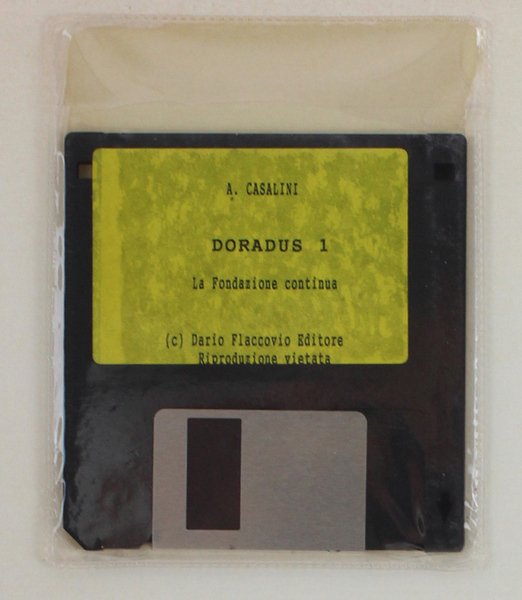 A. CASALINI
DORADUS 1
La Fondazione continua
(c) Dario Flaccovio Editore
Riproduzione vietata